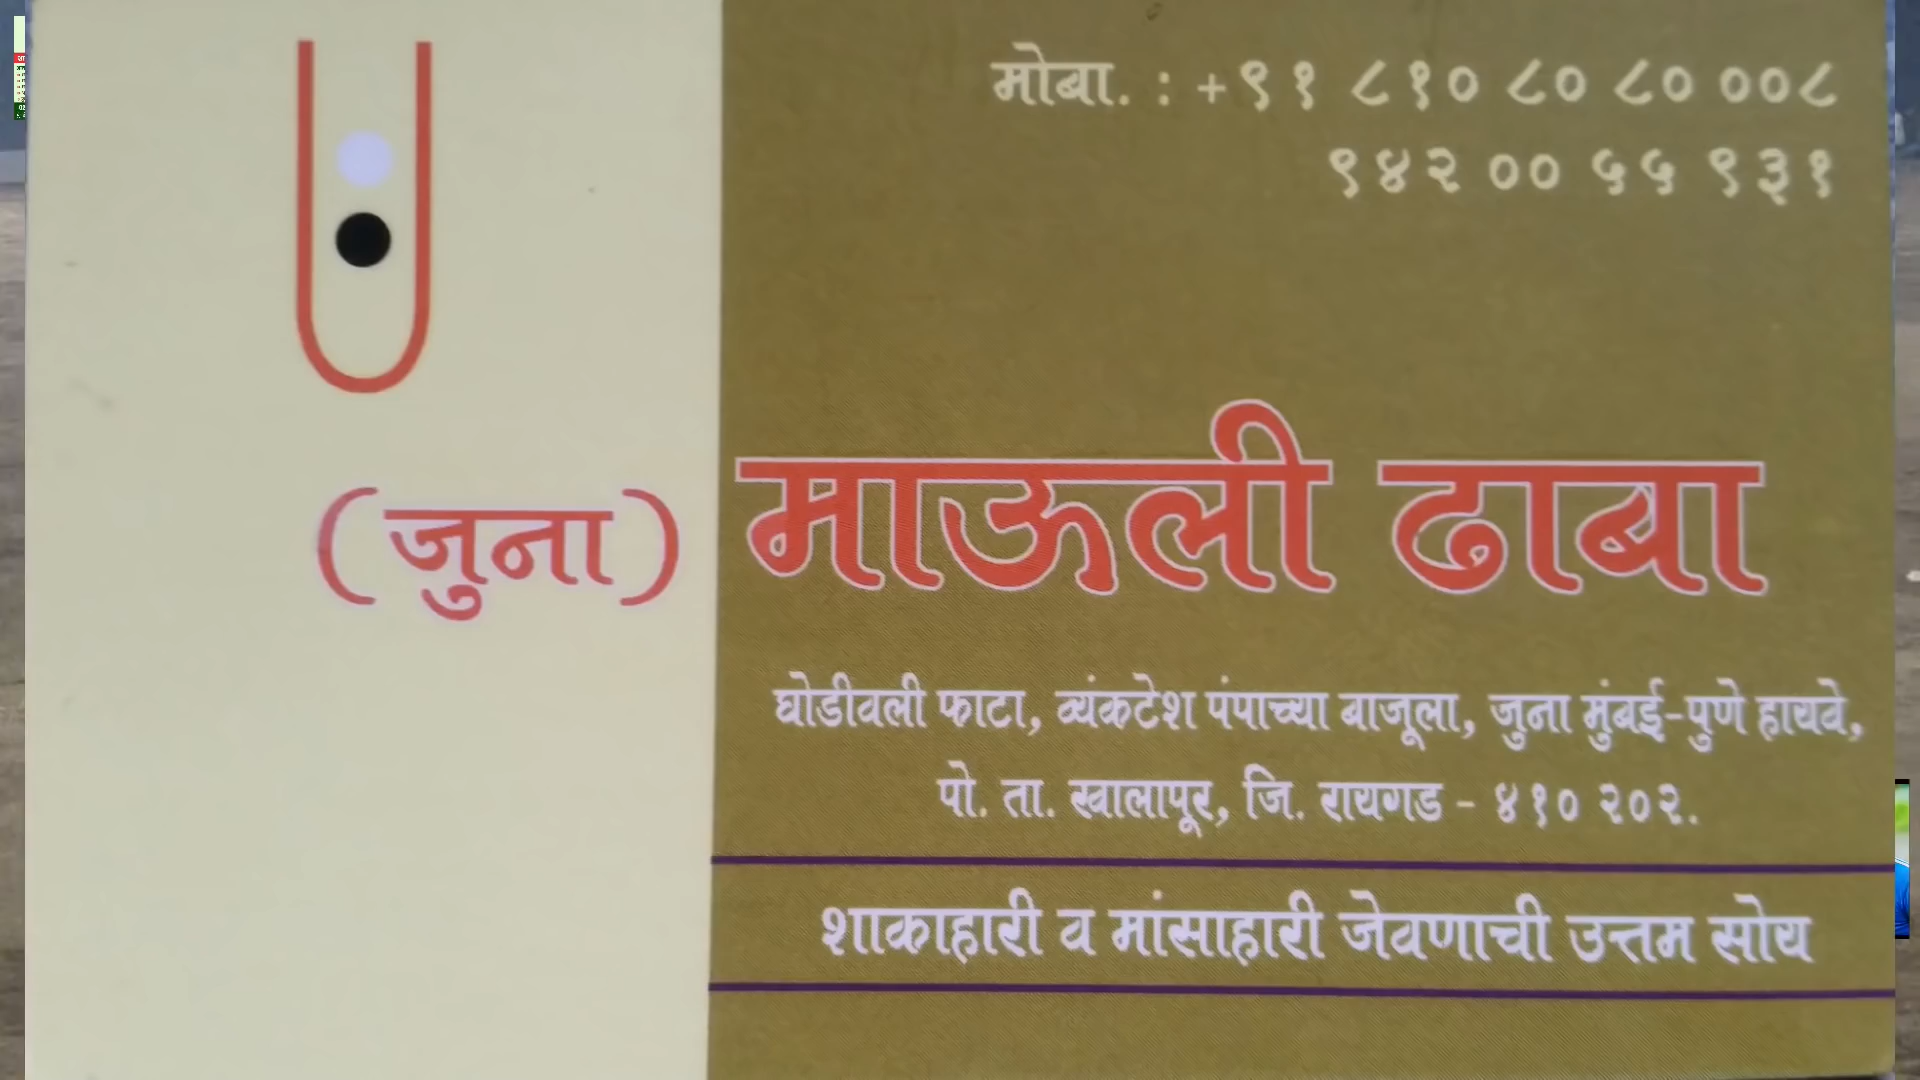 मोबा. : +९१ ८१० ८० ८० ००८
९४२ ०० ५५ ९३१
(जुना) माऊली ढाबा
घोडीवली फाटा, व्यंकटेश पंपाच्या बाजूला, जुना मुंबई-पुणे हायवे,
पो. ता. खालापूर, जि. रायगड - ४१० २०२.
शाकाहारी व मांसाहारी जेवणाची उत्तम सोय